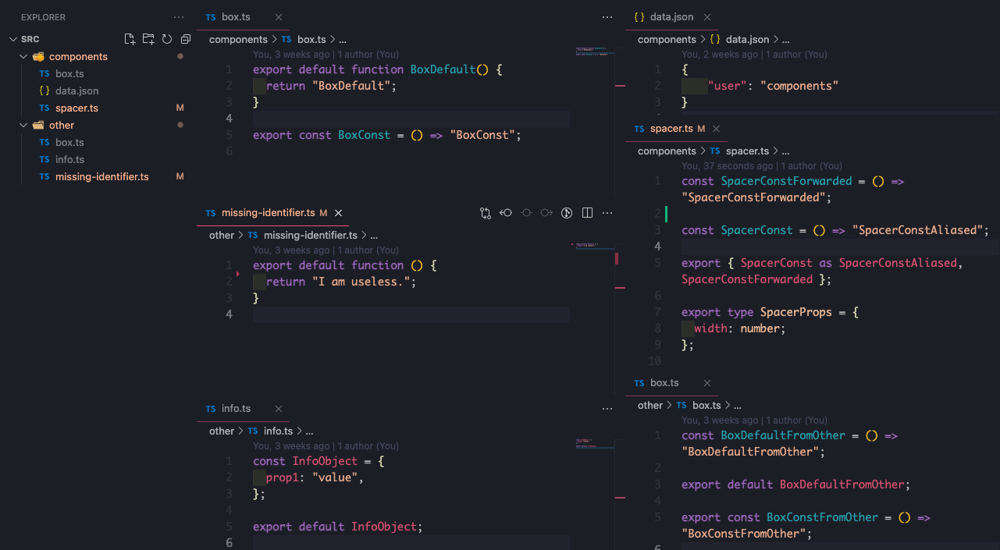 EXPLORER
SRC
components
TS box.ts
{ } data.json
TS spacer.ts M
other
TS box.ts
TS info.ts
TS missing-identifier.ts M
TS box.ts
components > TS box.ts > ...
You, 3 weeks ago | 1 author (You)
1 export default function BoxDefault() {
2 return "BoxDefault";
3 }
4
5 export const BoxConst = () => "BoxConst";
6
TS missing-identifier.ts M
other > TS missing-identifier.ts > ...
You, 3 weeks ago | 1 author (You)
1 export default function () {
2 return "I am useless.";
3 }
4
TS info.ts
other > TS info.ts > ...
You, 3 weeks ago | 1 author (You)
1 const InfoObject = {
2 prop1: "value",
3 };
4
5 export default InfoObject;
6
{ } data.json
components > { } data.json > ...
You, 2 weeks ago | 1 author (You)
1 {
2 "user": "components"
3 }
TS spacer.ts M
components > TS spacer.ts > ...
You, 37 seconds ago | 1 author (You)
1 const SpacerConstForwarded = () =>
"SpacerConstForwarded";
2
3 const SpacerConst = () => "SpacerConstAliased";
4
5 export { SpacerConst as SpacerConstAliased,
SpacerConstForwarded };
6
7 export type SpacerProps = {
8 width: number;
9 };
10
TS box.ts
other > TS box.ts > ...
You, 3 weeks ago | 1 author (You)
1 const BoxDefaultFromOther = () =>
"BoxDefaultFromOther";
2
3 export default BoxDefaultFromOther;
4
5 export const BoxConstFromOther = () =>
"BoxConstFromOther";
6